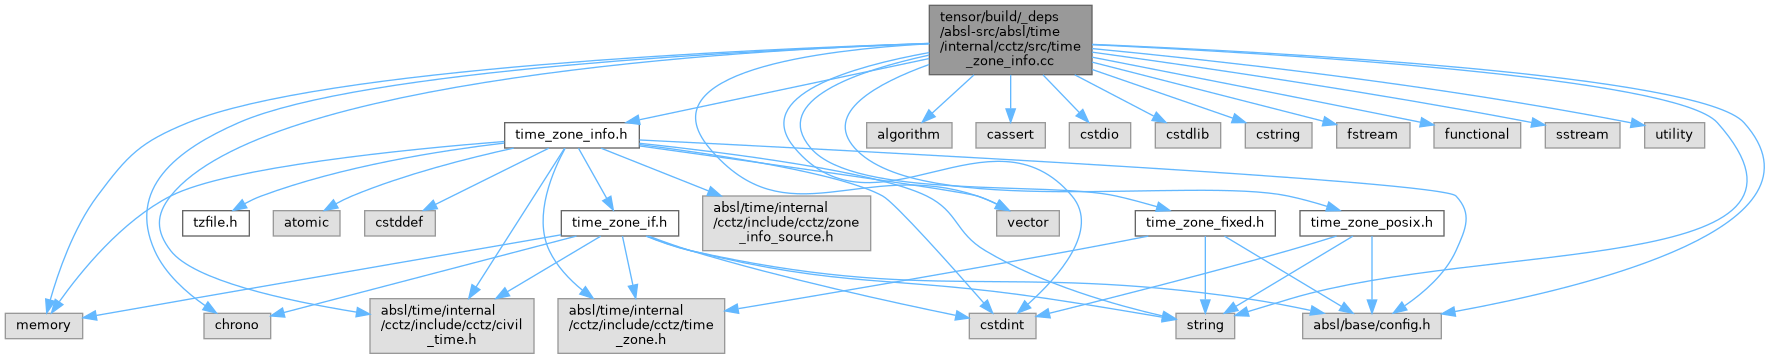 tensor/build/_deps
/absl-src/absl/time
/internal/cctz/src/time
_zone_info.cc
time_zone_info.h
algorithm
cassert
cstdio
cstdlib
cstring
fstream
functional
sstream
utility
tzfile.h
atomic
cstddef
time_zone_if.h
absl/time/internal
/cctz/include/cctz/zone
_info_source.h
vector
time_zone_fixed.h
time_zone_posix.h
memory
chrono
absl/time/internal
/cctz/include/cctz/civil
_time.h
absl/time/internal
/cctz/include/cctz/time
_zone.h
cstdint
string
absl/base/config.h